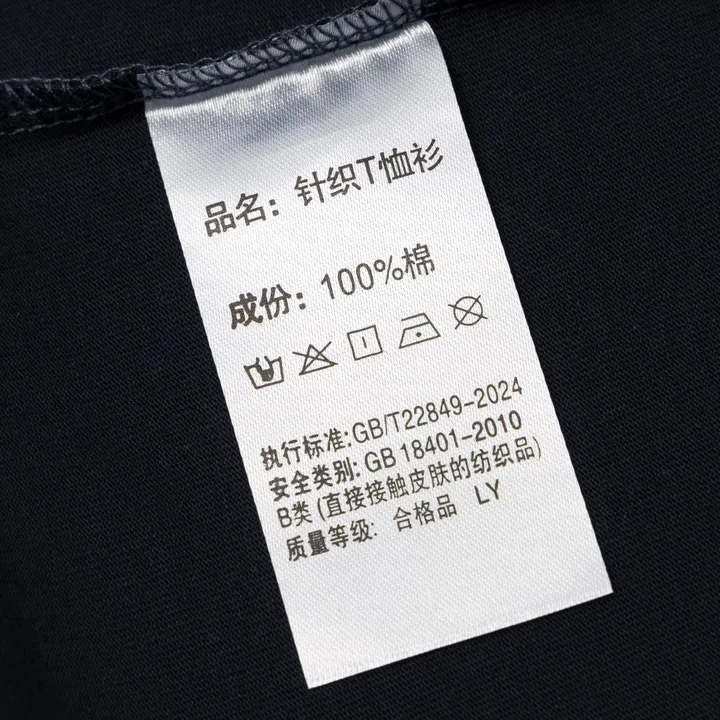 品名：针织T恤衫
成份：100%棉
执行标准:GB/T22849-2024
安全类别:GB 18401-2010
B类(直接接触皮肤的纺织品)
质量等级: 合格品 LY